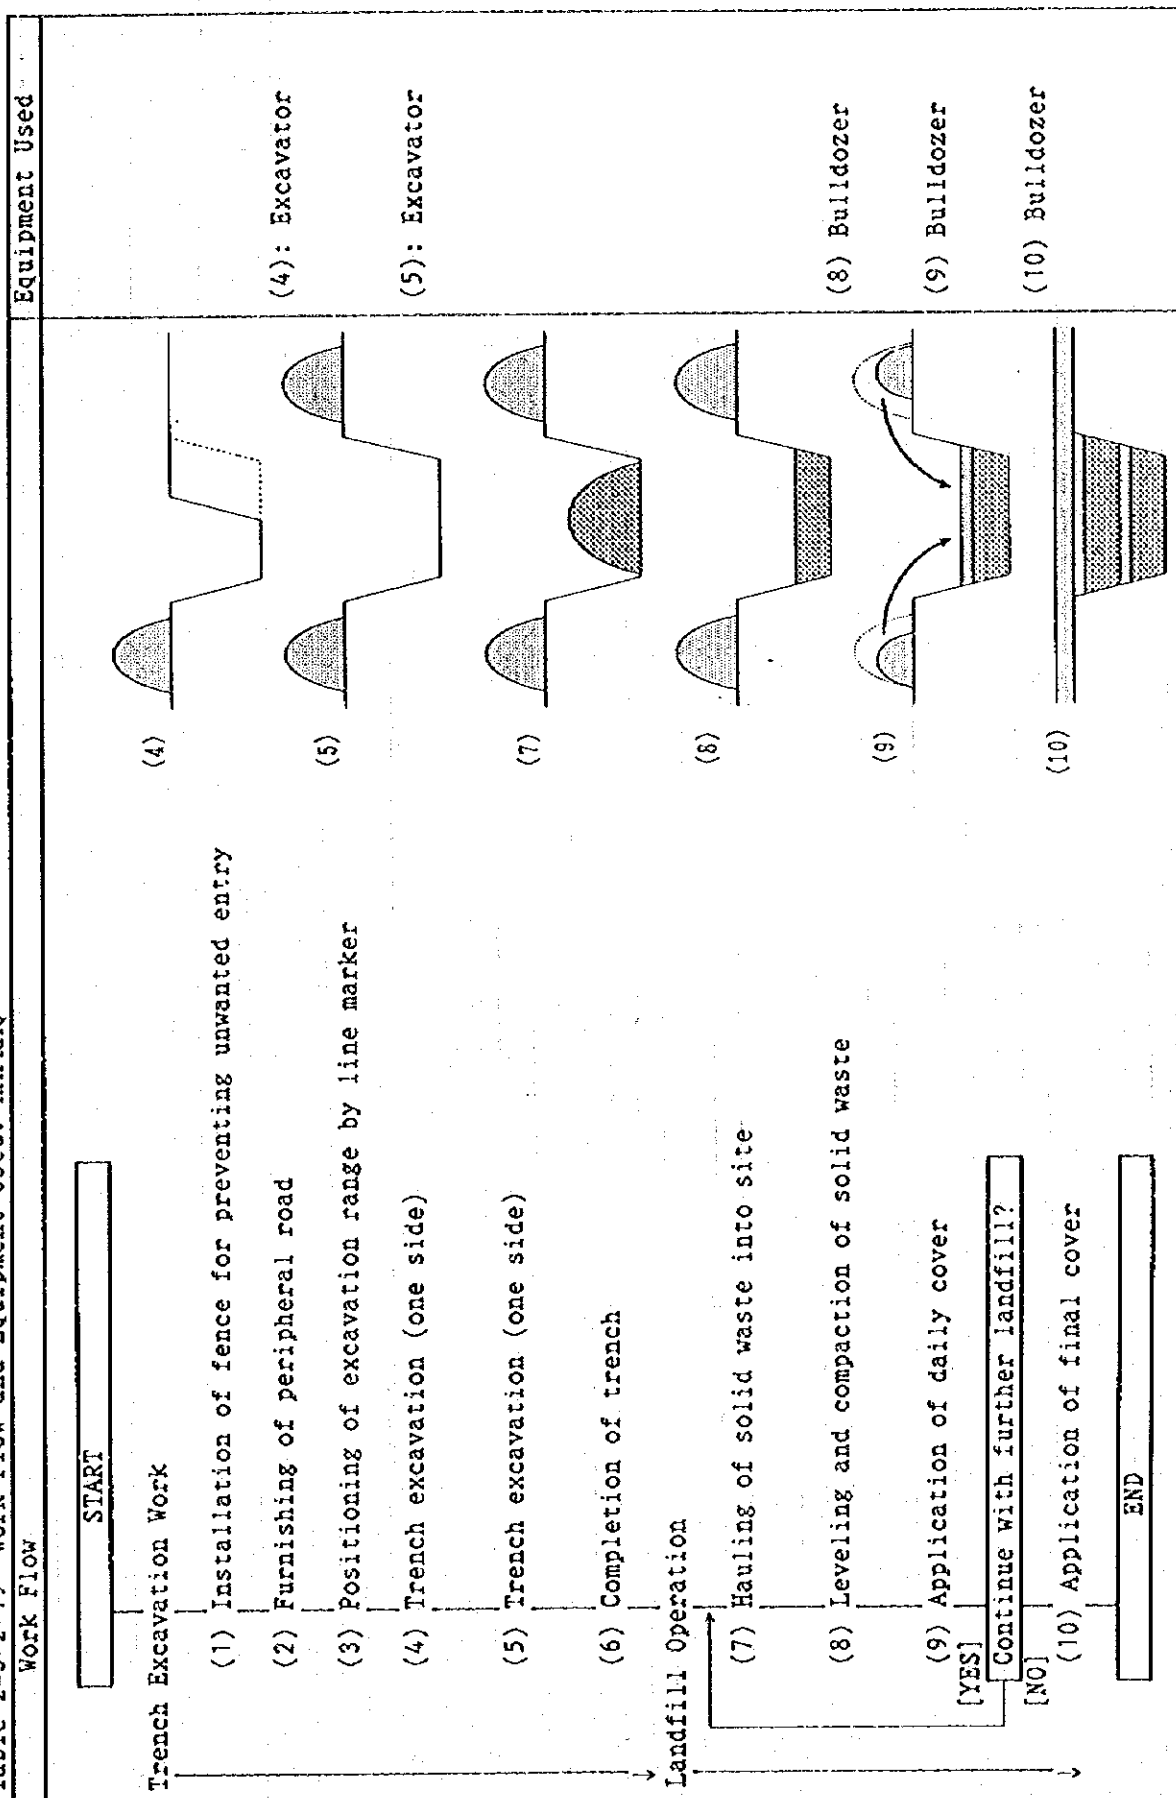 Work Flow
Equipment Used
START
Trench Excavation Work
(1) Installation of fence for preventing unwanted entry
(2) Furnishing of peripheral road
(3) Positioning of excavation range by line marker
(4) Trench excavation (one side)
(5) Trench excavation (one side)
(6) Completion of trench
Landfill Operation
(7) Hauling of solid waste into site
(8) Leveling and compaction of solid waste
(9) Application of daily cover
[YES]
Continue with further landfill?
[NO]
(10) Application of final cover
END
(4)
(5)
(7)
(8)
(9)
(10)
(4): Excavator
(5): Excavator
(8) Bulldozer
(9) Bulldozer
(10) Bulldozer